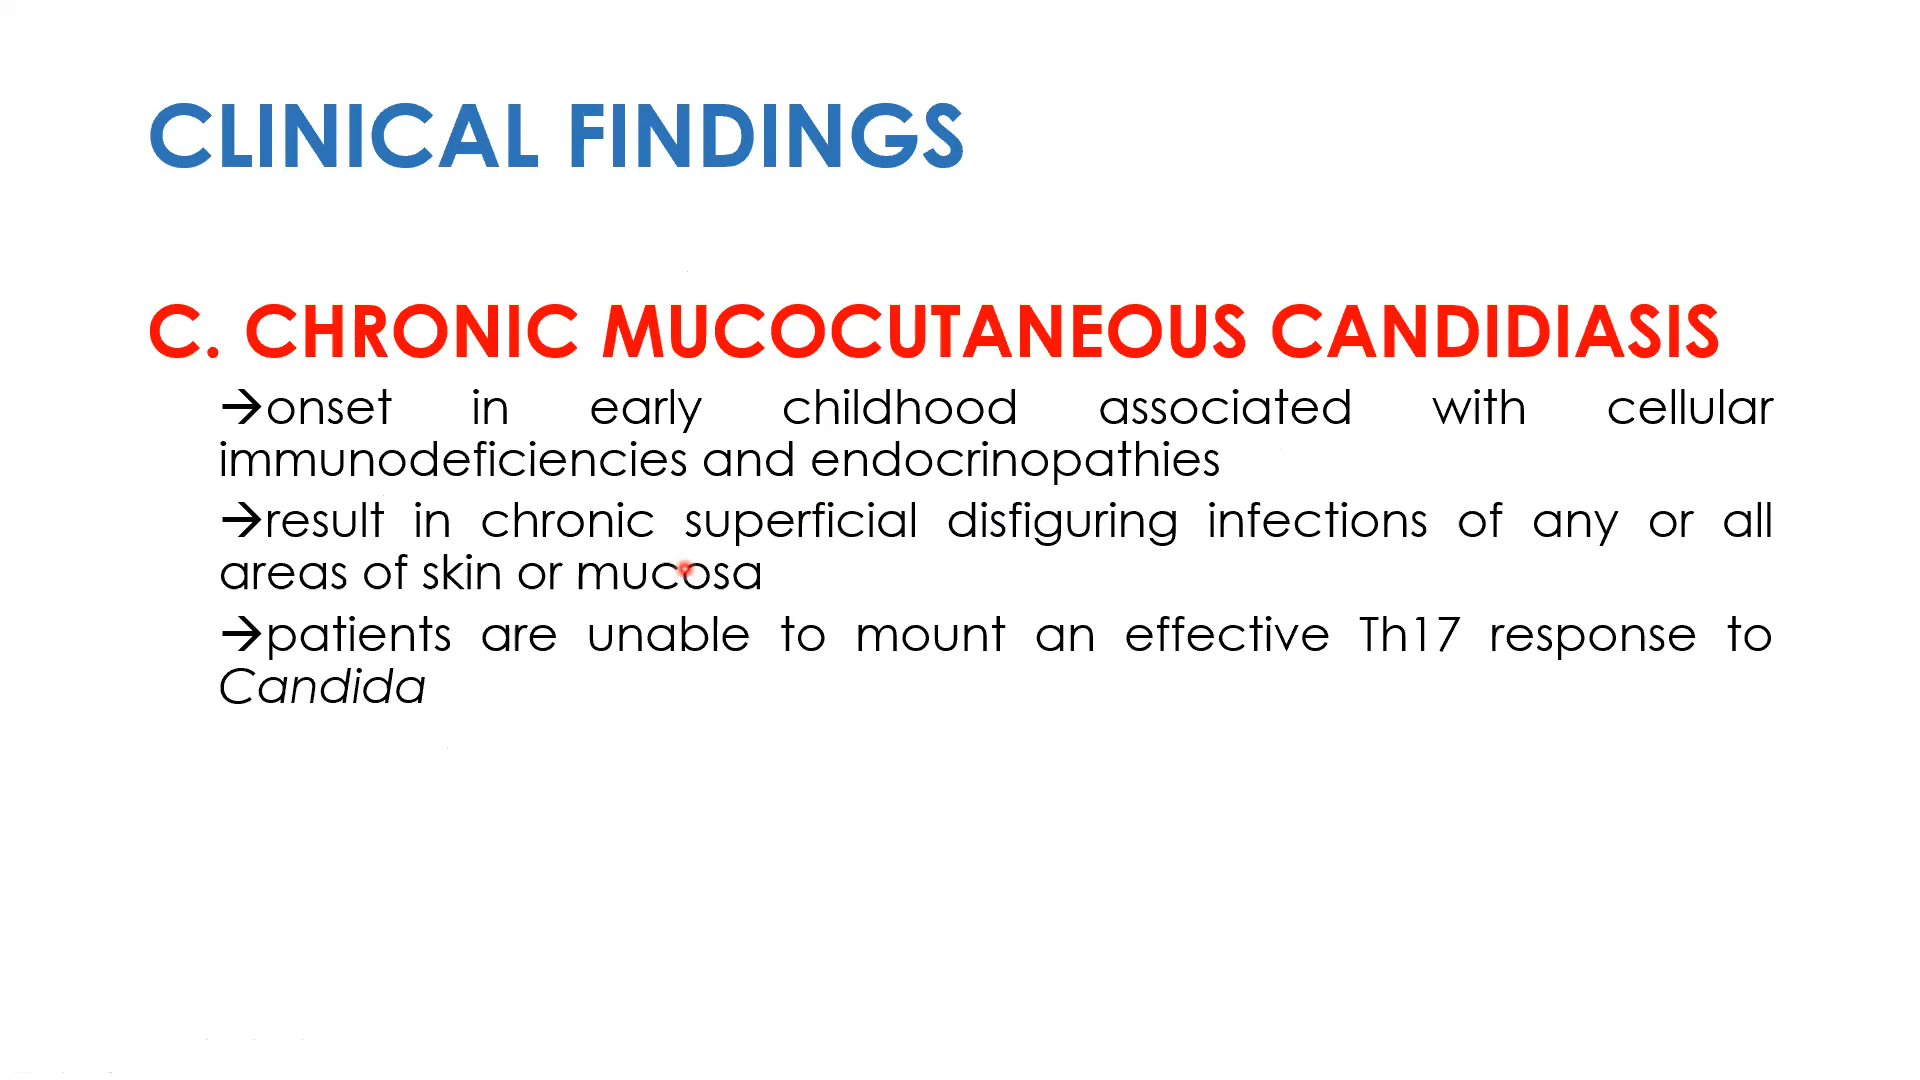 CLINICAL FINDINGS
C. CHRONIC MUCOCUTANEOUS CANDIDIASIS
→onset in early childhood associated with cellular
immunodeficiencies and endocrinopathies
→result in chronic superficial disfiguring infections of any or all
areas of skin or mucosa
→patients are unable to mount an effective Th17 response to
Candida